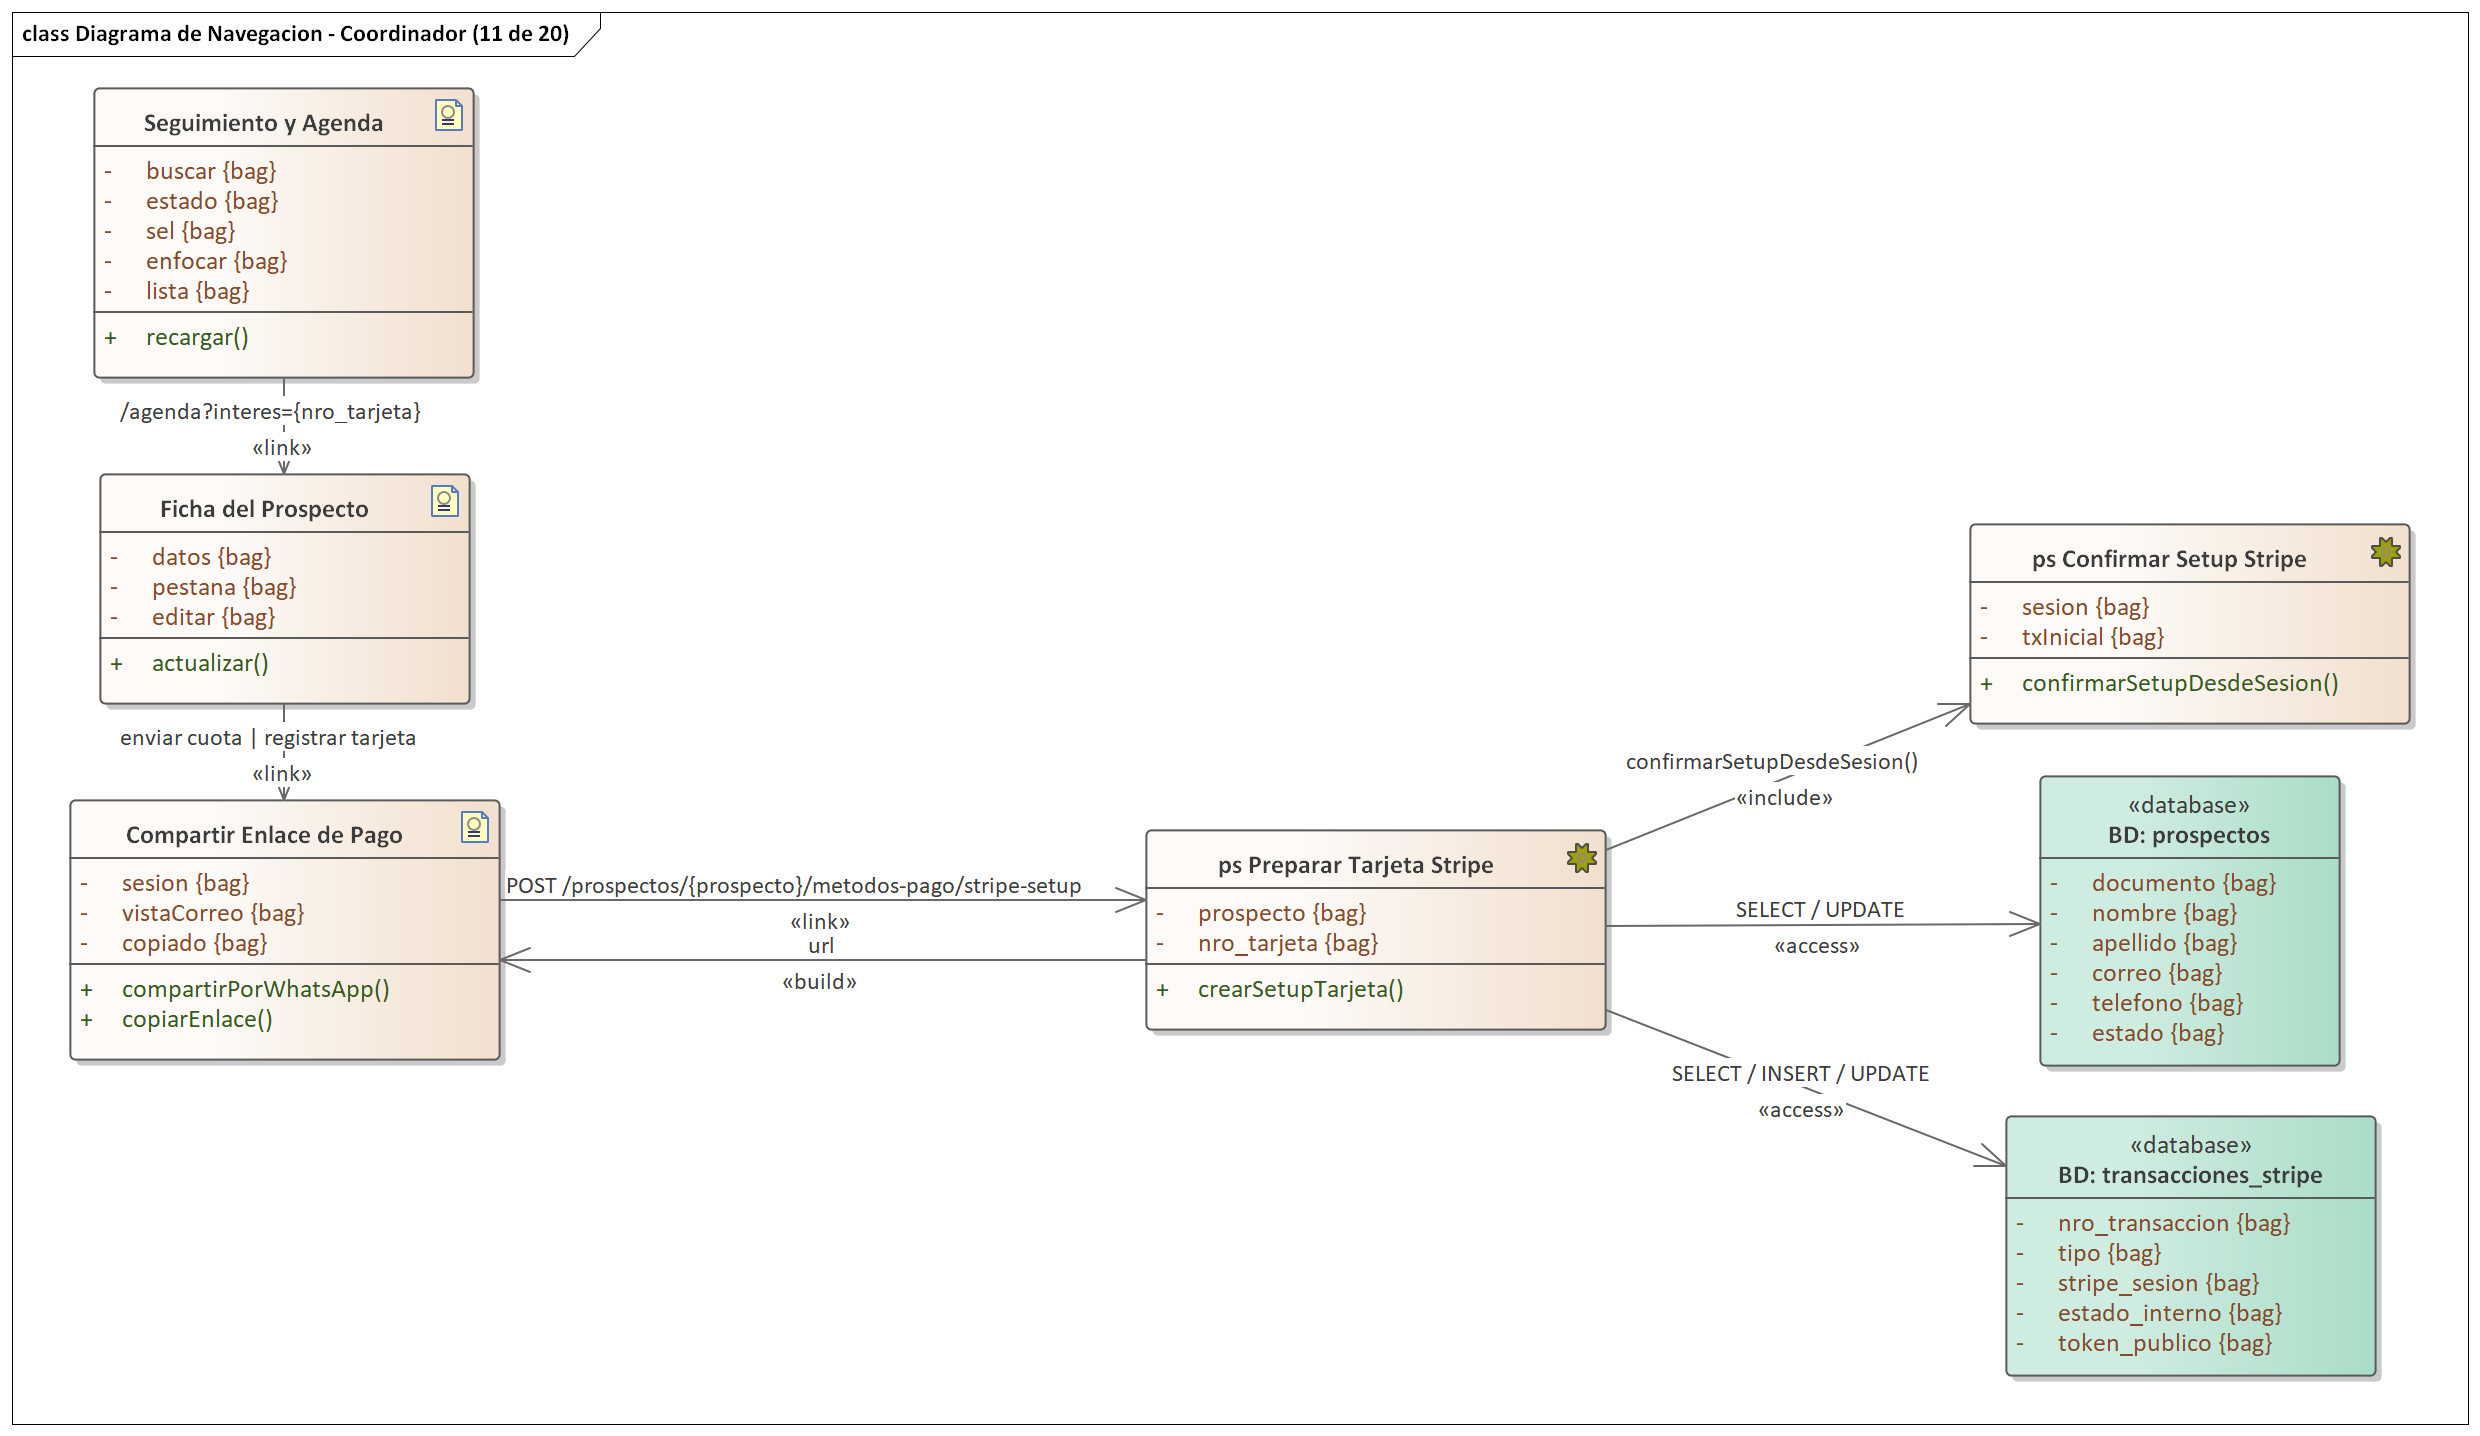 class Diagrama de Navegacion - Coordinador (11 de 20)
Seguimiento y Agenda
- buscar {bag}
- estado {bag}
- sel {bag}
- enfocar {bag}
- lista {bag}
+ recargar()
/agenda?interes={nro_tarjeta}
«link»
Ficha del Prospecto
- datos {bag}
- pestana {bag}
- editar {bag}
+ actualizar()
enviar cuota | registrar tarjeta
«link»
Compartir Enlace de Pago
- sesion {bag}
- vistaCorreo {bag}
- copiado {bag}
+ compartirPorWhatsApp()
+ copiarEnlace()
POST /prospectos/{prospecto}/metodos-pago/stripe-setup
«link»
url
«build»
ps Preparar Tarjeta Stripe
- prospecto {bag}
- nro_tarjeta {bag}
+ crearSetupTarjeta()
confirmarSetupDesdeSesion()
«include»
SELECT / UPDATE
«access»
SELECT / INSERT / UPDATE
«access»
ps Confirmar Setup Stripe
- sesion {bag}
- txInicial {bag}
+ confirmarSetupDesdeSesion()
«database»
BD: prospectos
- documento {bag}
- nombre {bag}
- apellido {bag}
- correo {bag}
- telefono {bag}
- estado {bag}
«database»
BD: transacciones_stripe
- nro_transaccion {bag}
- tipo {bag}
- stripe_sesion {bag}
- estado_interno {bag}
- token_publico {bag}